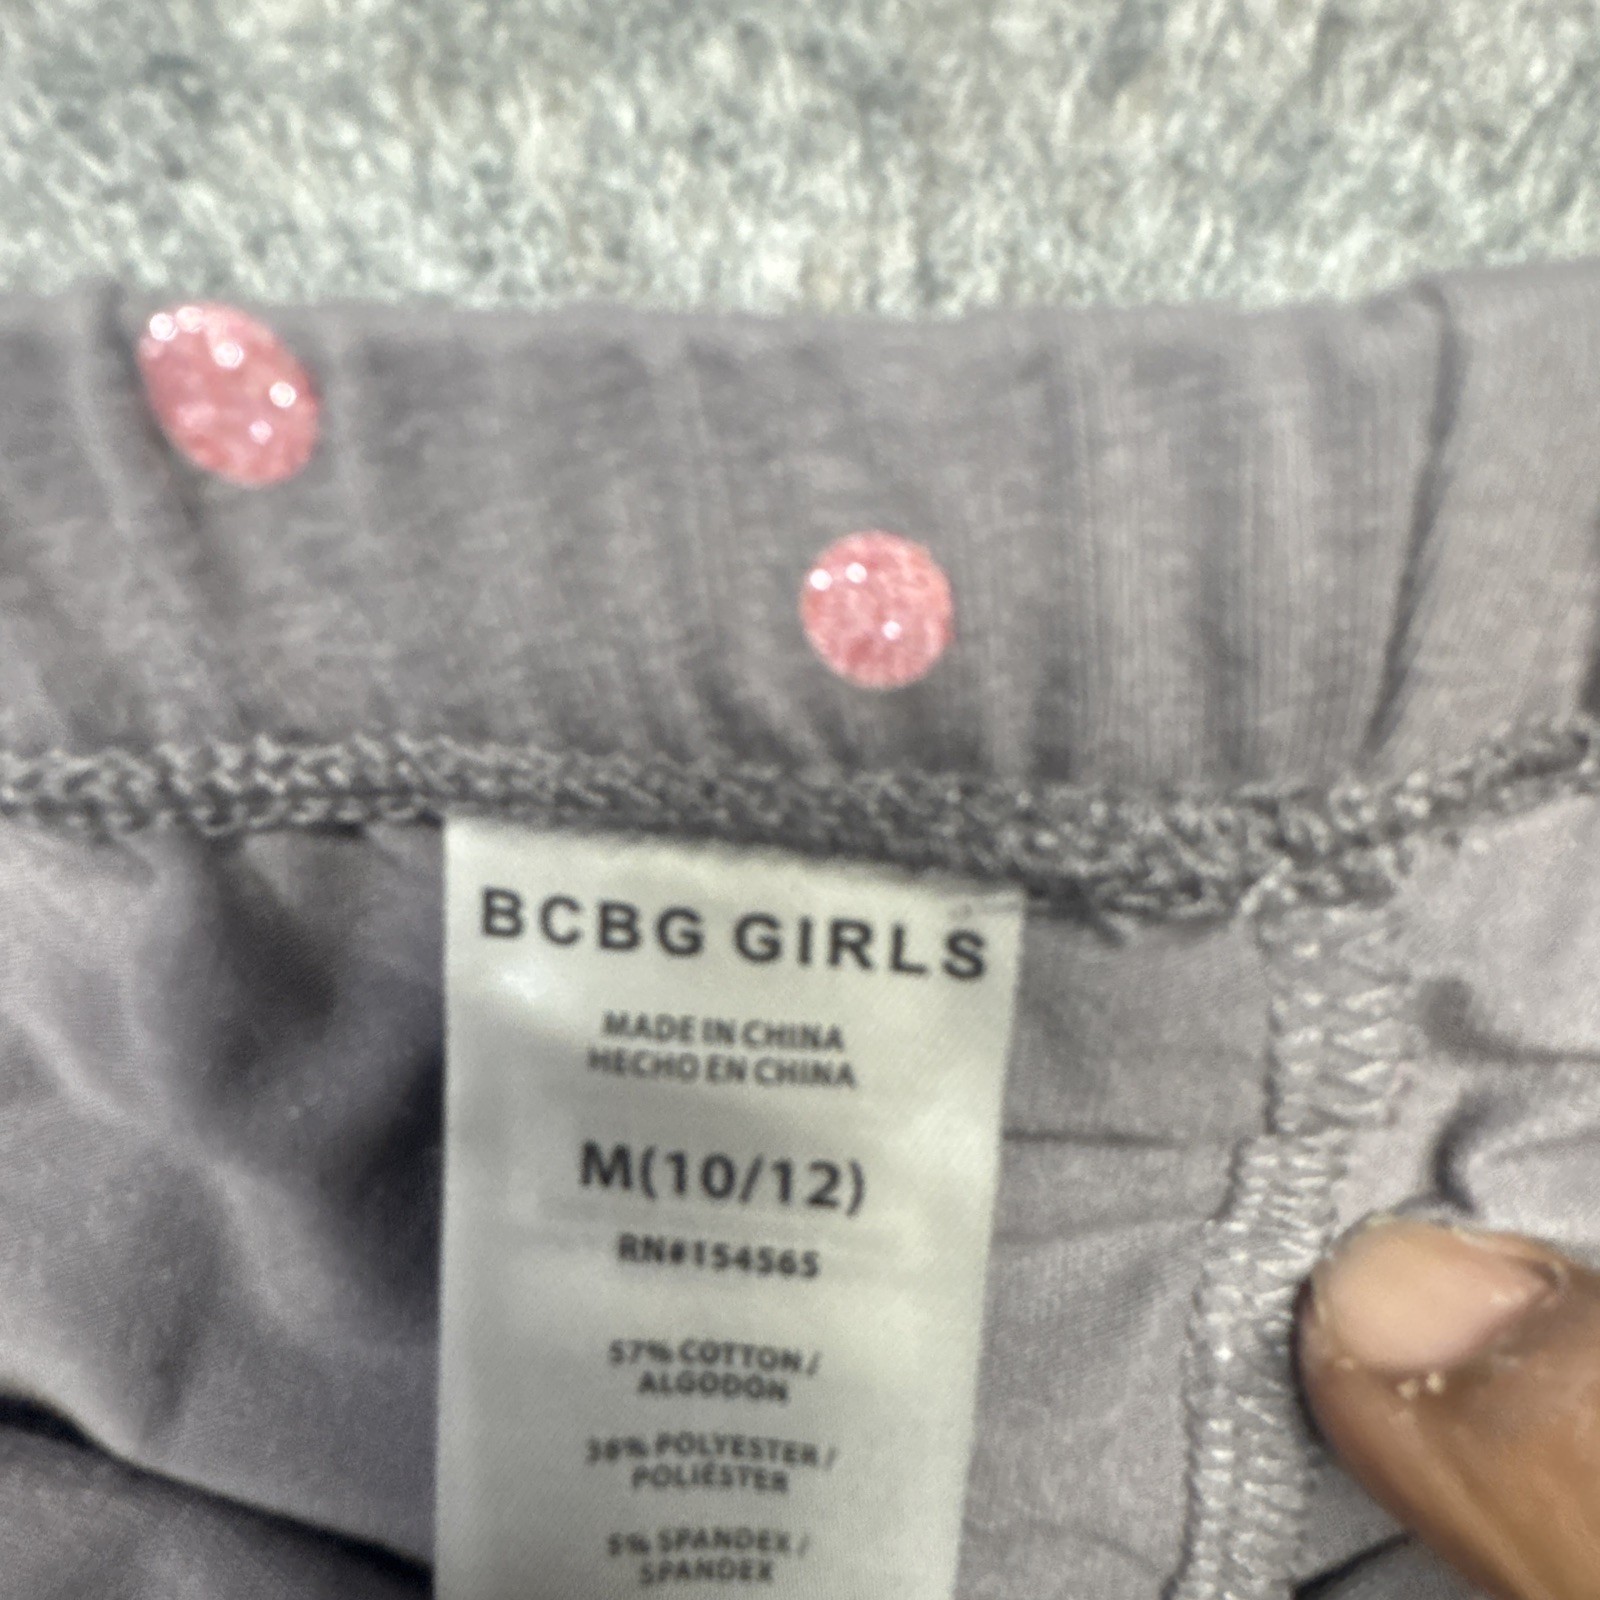 BCBG GIRLS
MADE IN CHINA
HECHO EN CHINA
M(10/12)
RN#154565
57% COTTON /
ALGODÓN
38% POLYESTER /
POLIÉSTER
5% SPANDEX /
SPANDEX